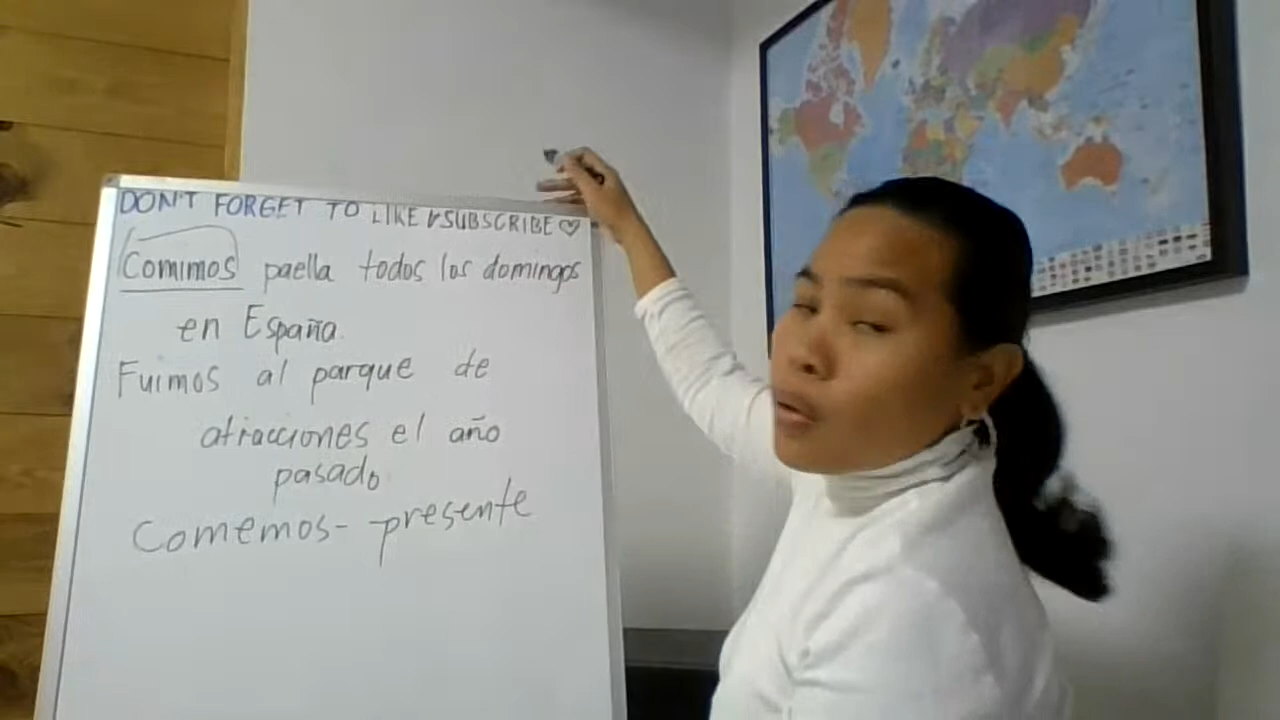 DON'T FORGET TO LIKE & SUBSCRIBE ♡
Comimos paella todos los domingos
en España.
Fuimos al parque de
atracciones el año
pasado
Comemos- presente